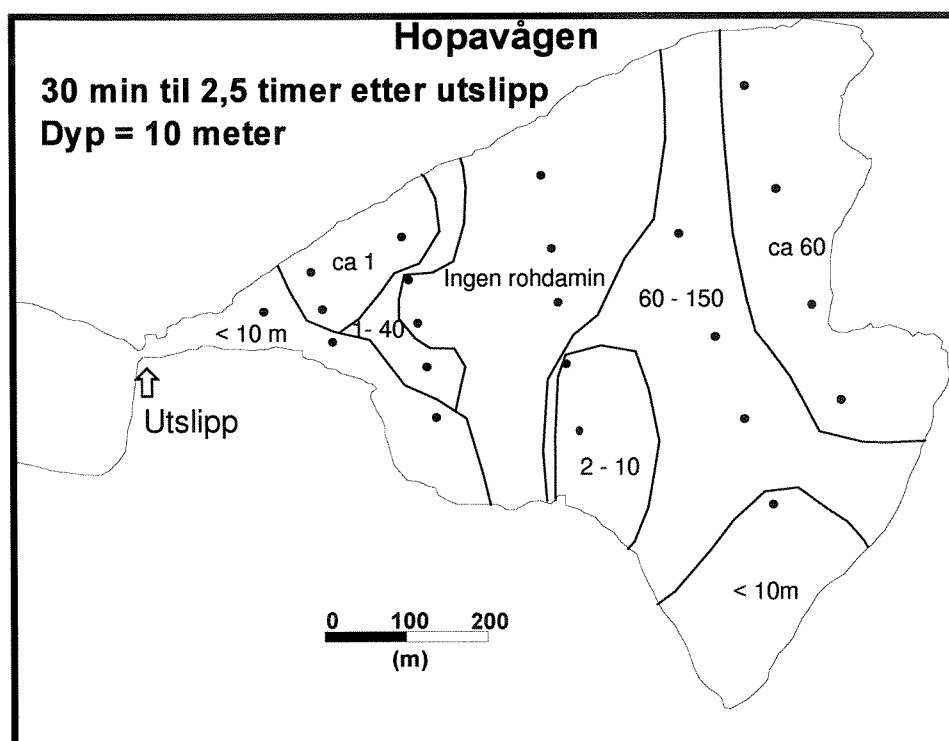 Hopavågen
30 min til 2,5 timer etter utslipp
Dyp = 10 meter
ca 1
Ingen rohdamin
ca 60
60 - 150
1 - 40
< 10 m
Utslipp
2 - 10
< 10m
0 100 200
(m)